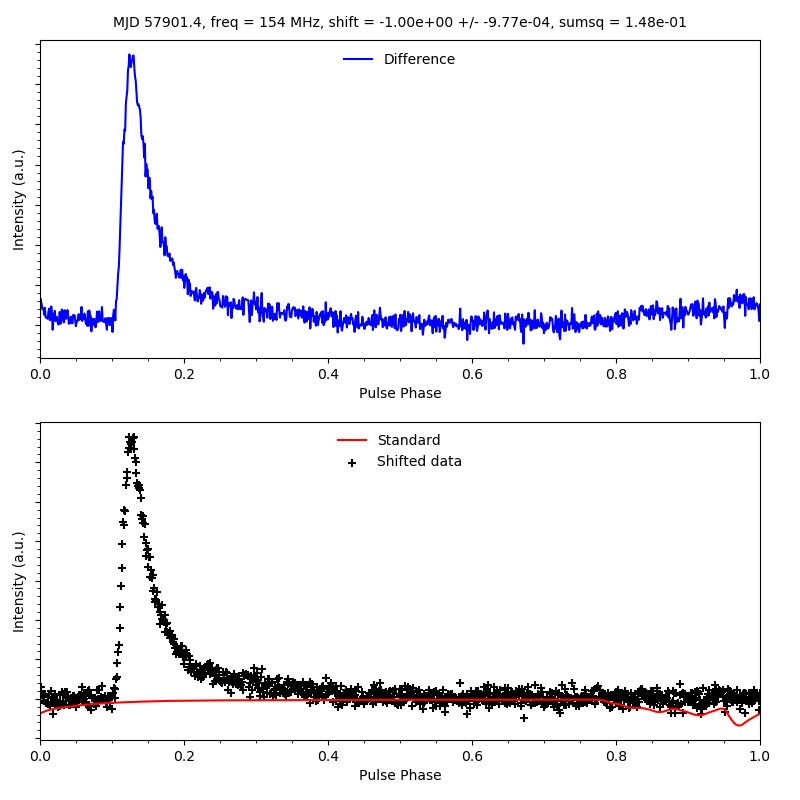 MJD 57901.4, freq = 154 MHz, shift = -1.00e+00 +/- -9.77e-04, sumsq = 1.48e-01
Difference
Intensity (a.u.)
0.0 0.2 0.4 0.6 0.8 1.0
Pulse Phase
Standard
Shifted data
Intensity (a.u.)
0.0 0.2 0.4 0.6 0.8 1.0
Pulse Phase